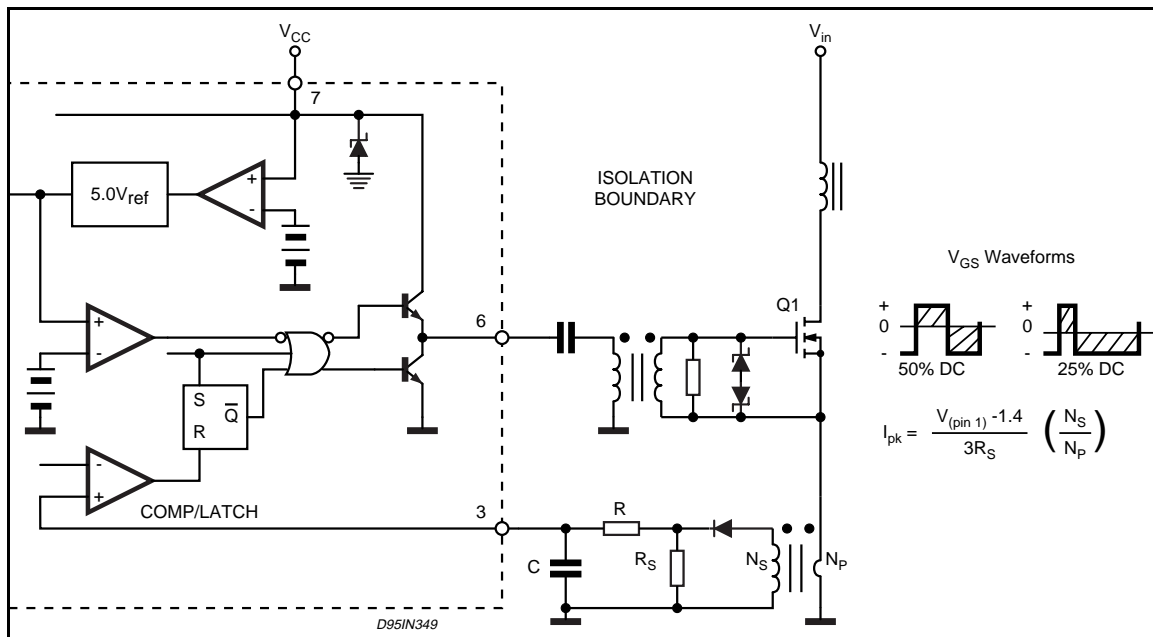 VCC
Vin
7
+
-
5.0Vref
ISOLATION
BOUNDARY
VGS Waveforms
Q1
+
0
-
50% DC
+
0
-
25% DC
6
+
-
S
R
Q̅
Ipk = V(pin 1) -1.4 / 3RS (NS / NP)
-
+
COMP/LATCH
3
R
C
RS
NS
NP
D95IN349